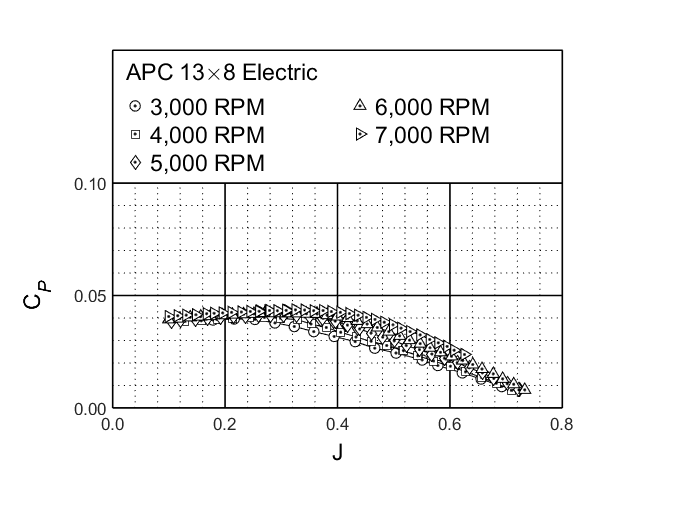 APC 13×8 Electric
3,000 RPM 6,000 RPM
4,000 RPM 7,000 RPM
5,000 RPM
0.10
0.05
0.00
C_P
0.0 0.2 0.4 0.6 0.8
J